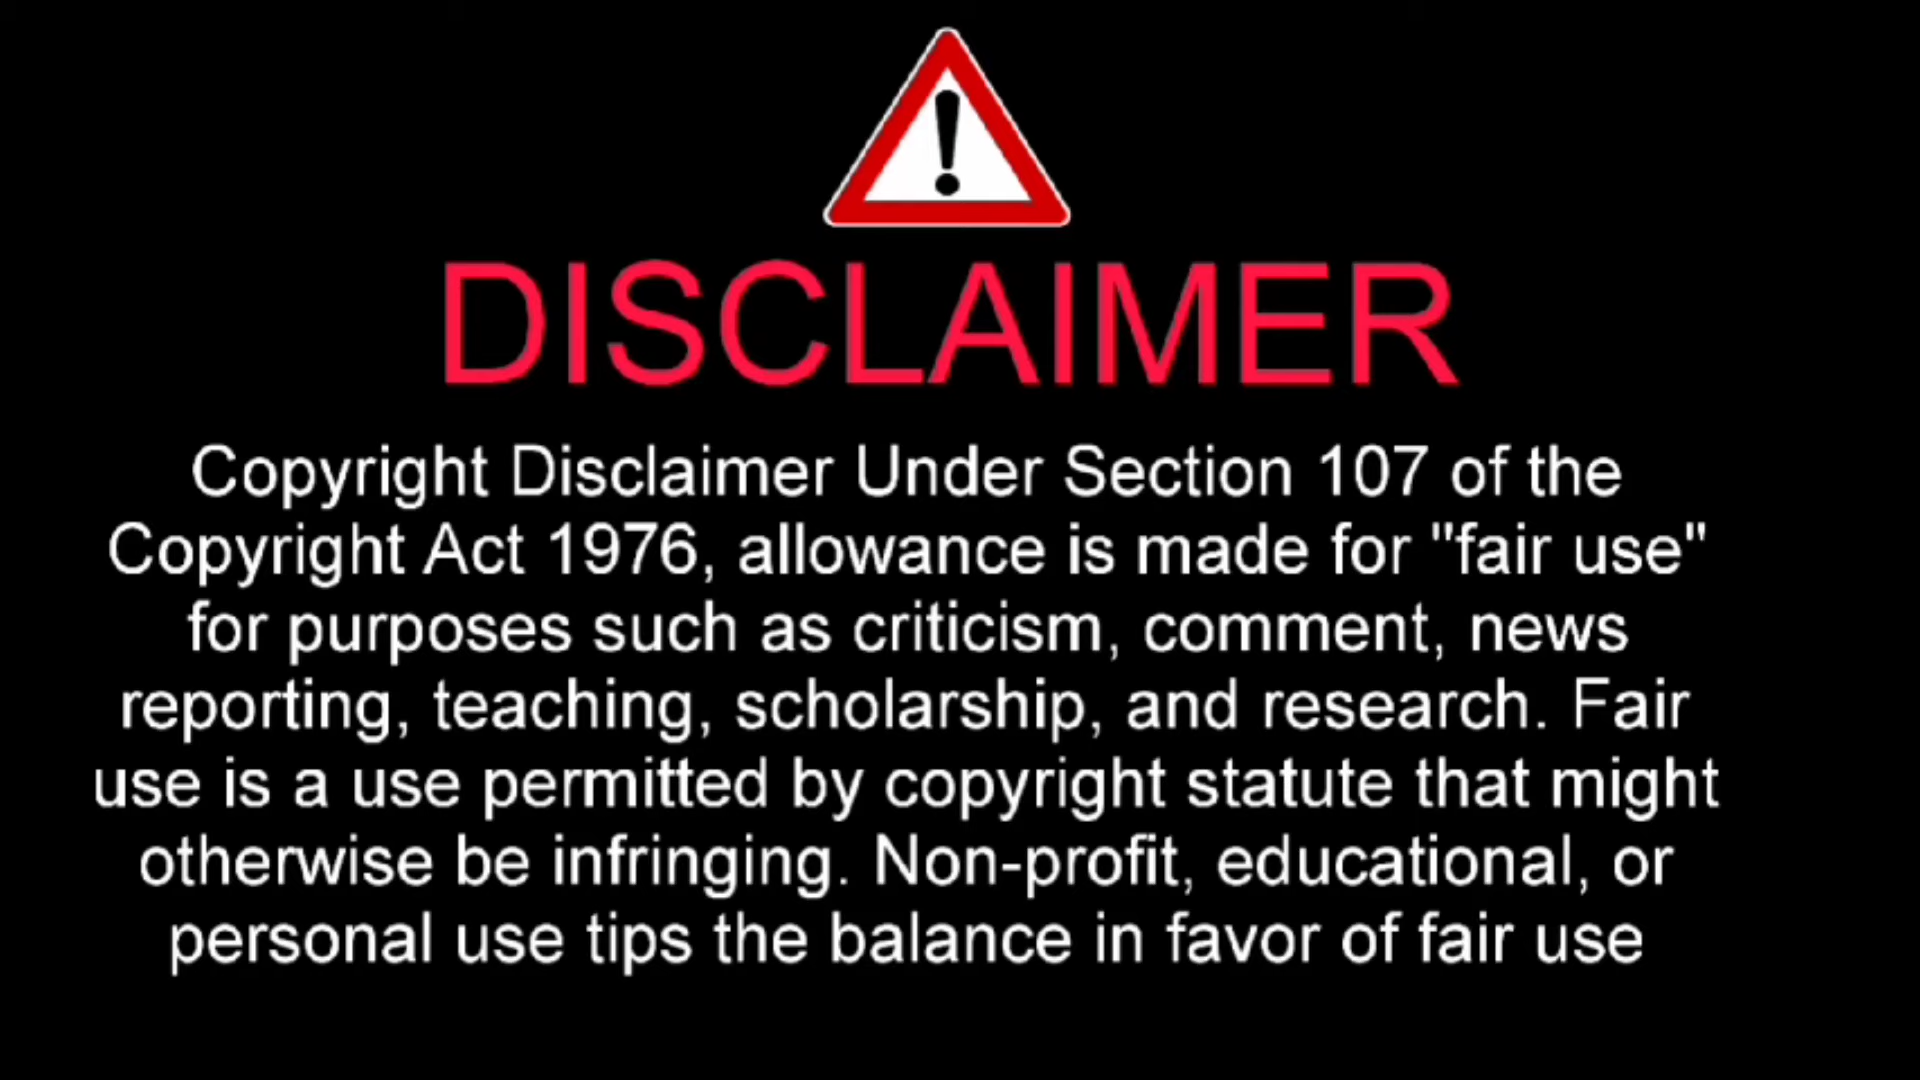 DISCLAIMER
Copyright Disclaimer Under Section 107 of the
Copyright Act 1976, allowance is made for "fair use"
for purposes such as criticism, comment, news
reporting, teaching, scholarship, and research. Fair
use is a use permitted by copyright statute that might
otherwise be infringing. Non-profit, educational, or
personal use tips the balance in favor of fair use